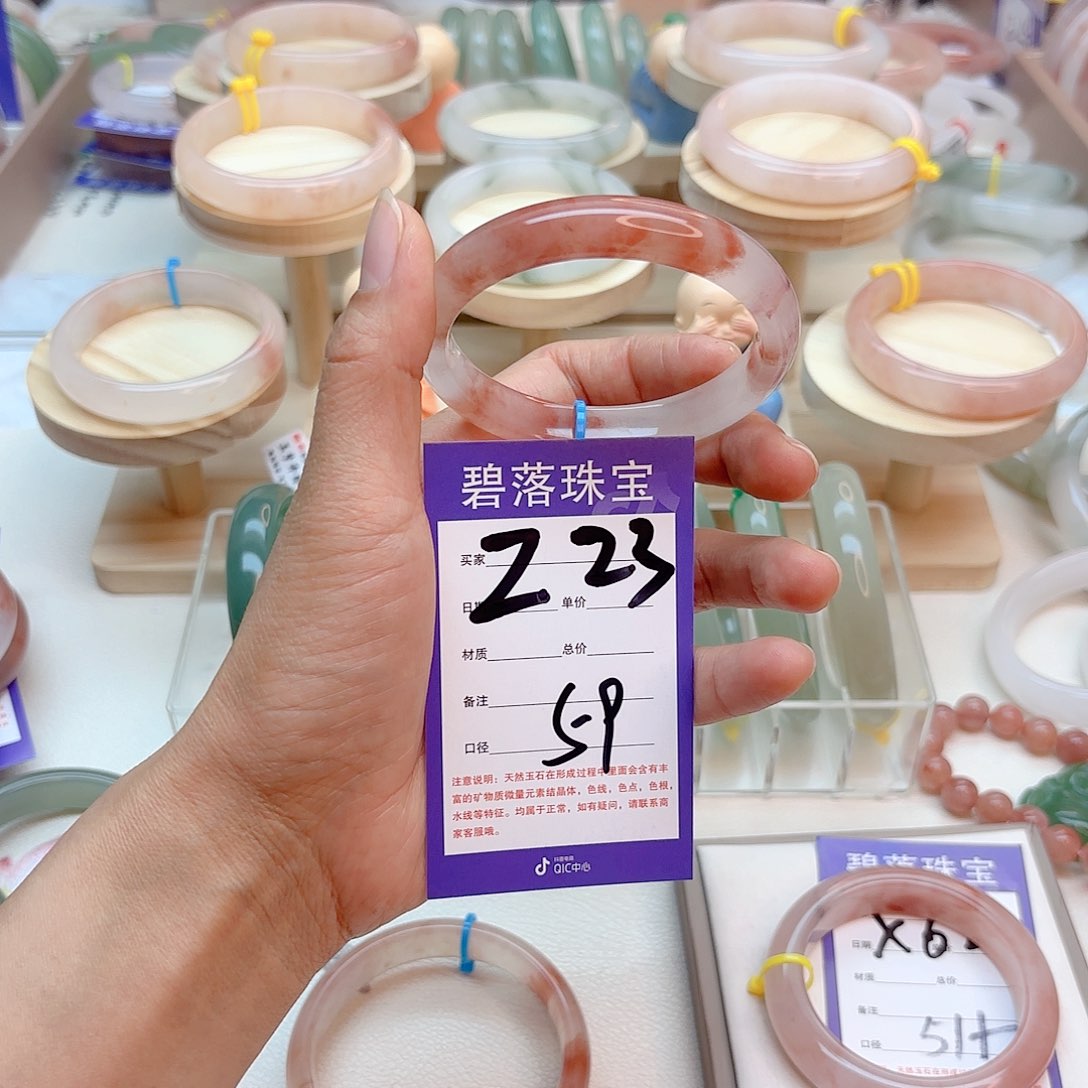 碧落珠宝
买家 Z 23
日期 单价
材质 总价
备注
口径 59
注意说明：天然玉石在形成过程中里面会含有丰
富的矿物质微量元素结晶体，色线，色点，色根，
水线等特征。均属于正常，如有疑问，请联系商
家客服哦。
抖音电商
QIC中心
碧落珠宝
日期 X6
材质 总价
备注
口径 51